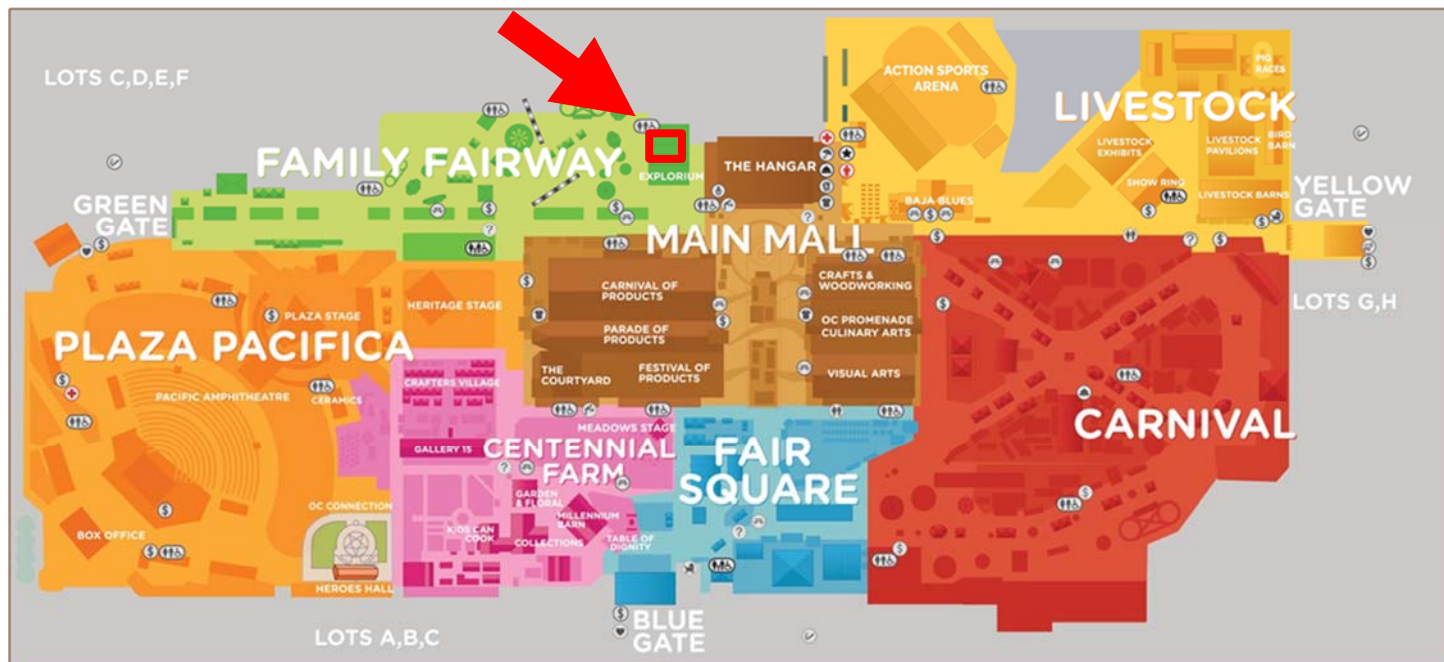 LOTS C,D,E,F
ACTION SPORTS
ARENA
PIG
RACES
LIVESTOCK
LIVESTOCK
EXHIBITS
LIVESTOCK
PAVILIONS
BIRD
BARN
FAMILY FAIRWAY
EXPLORIUM
THE HANGAR
SHOW RING
LIVESTOCK BARNS
YELLOW
GATE
GREEN
GATE
BAJA BLUES
MAIN MALL
CARNIVAL OF
PRODUCTS
CRAFTS &
WOODWORKING
LOTS G,H
HERITAGE STAGE
PLAZA STAGE
PARADE OF
PRODUCTS
OC PROMENADE
CULINARY ARTS
PLAZA PACIFICA
THE
COURTYARD
FESTIVAL OF
PRODUCTS
VISUAL ARTS
CRAFTERS VILLAGE
PACIFIC AMPHITHEATRE
CERAMICS
CARNIVAL
MEADOWS STAGE
GALLERY 15
CENTENNIAL
FARM
FAIR
SQUARE
GARDEN
& FLORAL
OC CONNECTION
MILLENNIUM
BARN
BOX OFFICE
KIDS CAN
COOK
COLLECTIONS
TABLE OF
DIGNITY
HEROES HALL
LOTS A,B,C
BLUE
GATE